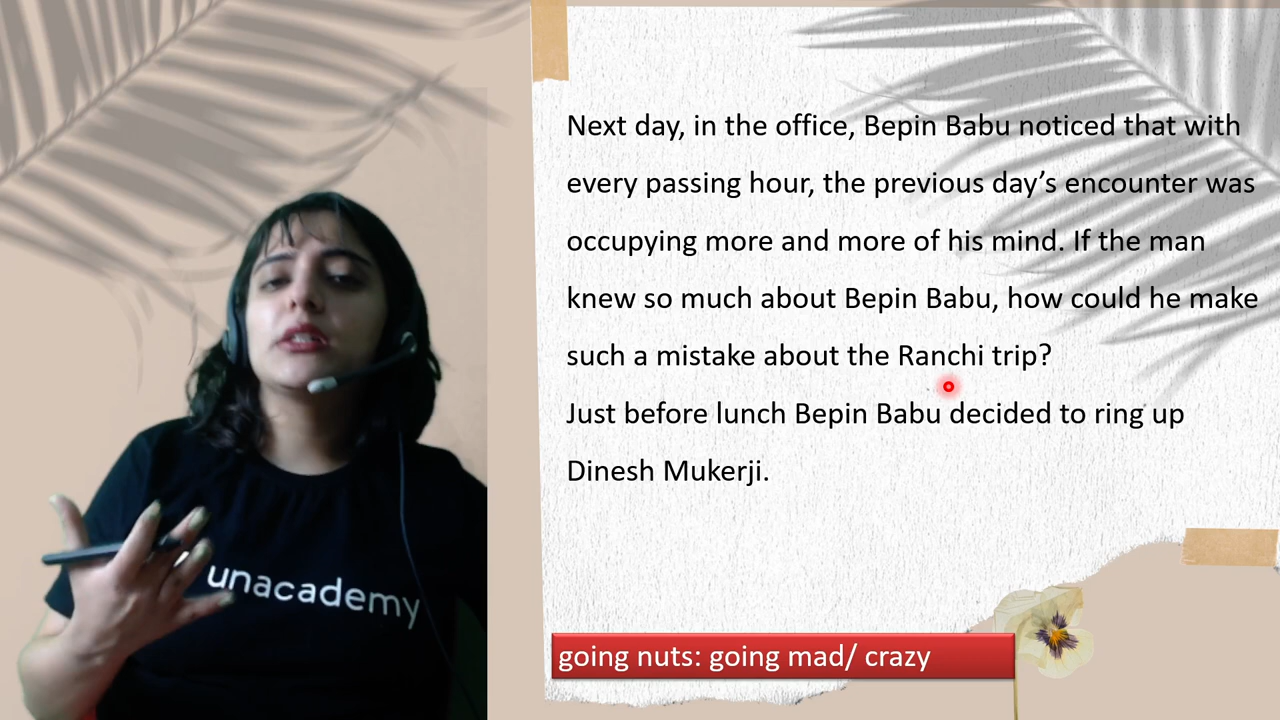 Next day, in the office, Bepin Babu noticed that with
every passing hour, the previous day’s encounter was
occupying more and more of his mind. If the man
knew so much about Bepin Babu, how could he make
such a mistake about the Ranchi trip?
Just before lunch Bepin Babu decided to ring up
Dinesh Mukerji.
unacademy
going nuts: going mad/ crazy